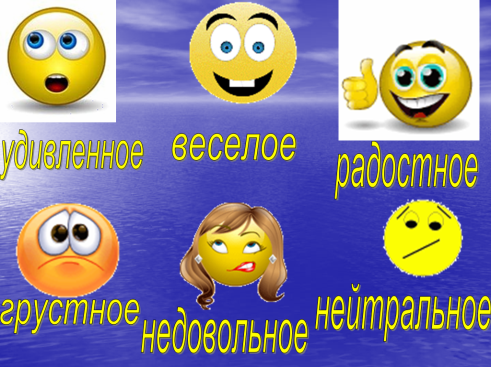 удивленное
веселое
радостное
грустное
недовольное
нейтральное